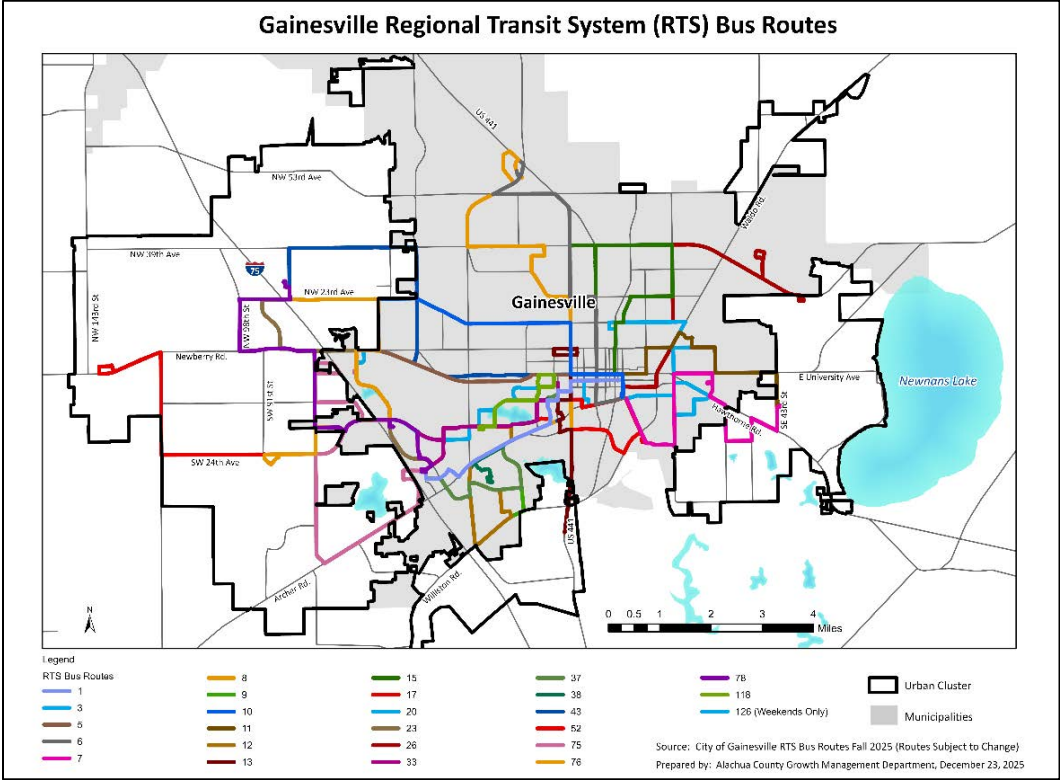 Gainesville Regional Transit System (RTS) Bus Routes
US 441
NW 53rd Ave
Waldo Rd.
NW 39th Ave
75
NW 23rd Ave
Gainesville
NW 143rd St
NW 98th St
Newberry Rd.
E University Ave
Newnans Lake
SW 91st St
Hawthorne Rd.
SE 43rd St
SW 24th Ave
US 441
Archer Rd.
Williston Rd.
N
0 0.5 1 2 3 4
Miles
Legend
RTS Bus Routes
1
3
5
6
7
8
9
10
11
12
13
15
17
20
23
26
33
37
38
43
52
75
76
78
118
126 (Weekends Only)
Urban Cluster
Municipalities
Source: City of Gainesville RTS Bus Routes Fall 2025 (Routes Subject to Change)
Prepared by: Alachua County Growth Management Department, December 23, 2025